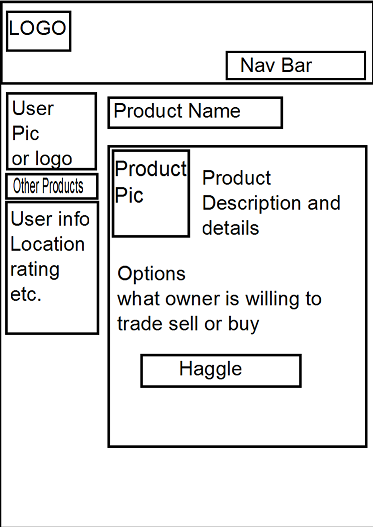 LOGO
Nav Bar
User
Pic
or logo
Other Products
User info
Location
rating
etc.
Product Name
Product
Pic
Product
Description and
details
Options
what owner is willing to
trade sell or buy
Haggle